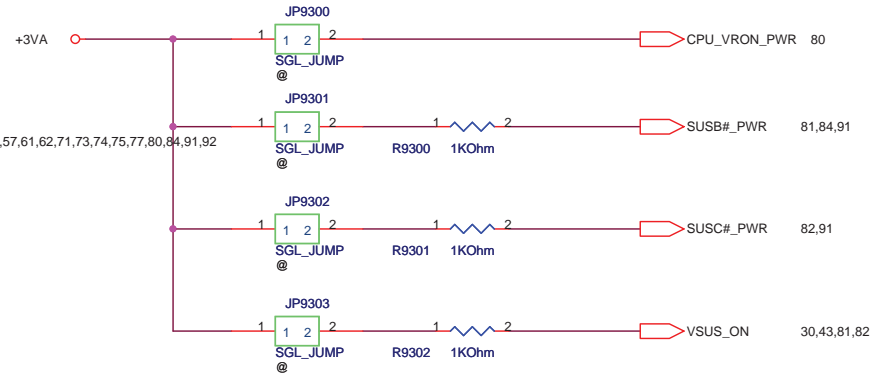 JP9300
+3VA 1 1 2 2 CPU_VRON_PWR 80
SGL_JUMP
@
JP9301
1 1 2 2 1 2 SUSB#_PWR 81,84,91
,57,61,62,71,73,74,75,77,80,84,91,92
SGL_JUMP R9300 1KOhm
@
JP9302
1 1 2 2 1 2 SUSC#_PWR 82,91
SGL_JUMP R9301 1KOhm
@
JP9303
1 1 2 2 1 2 VSUS_ON 30,43,81,82
SGL_JUMP R9302 1KOhm
@